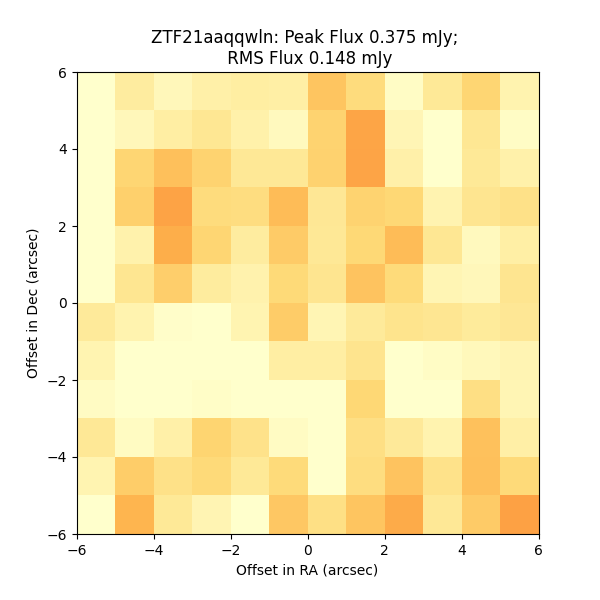 ZTF21aaqqwln: Peak Flux 0.375 mJy;
RMS Flux 0.148 mJy
6
4
2
0
−2
−4
−6
Offset in Dec (arcsec)
−6 −4 −2 0 2 4 6
Offset in RA (arcsec)